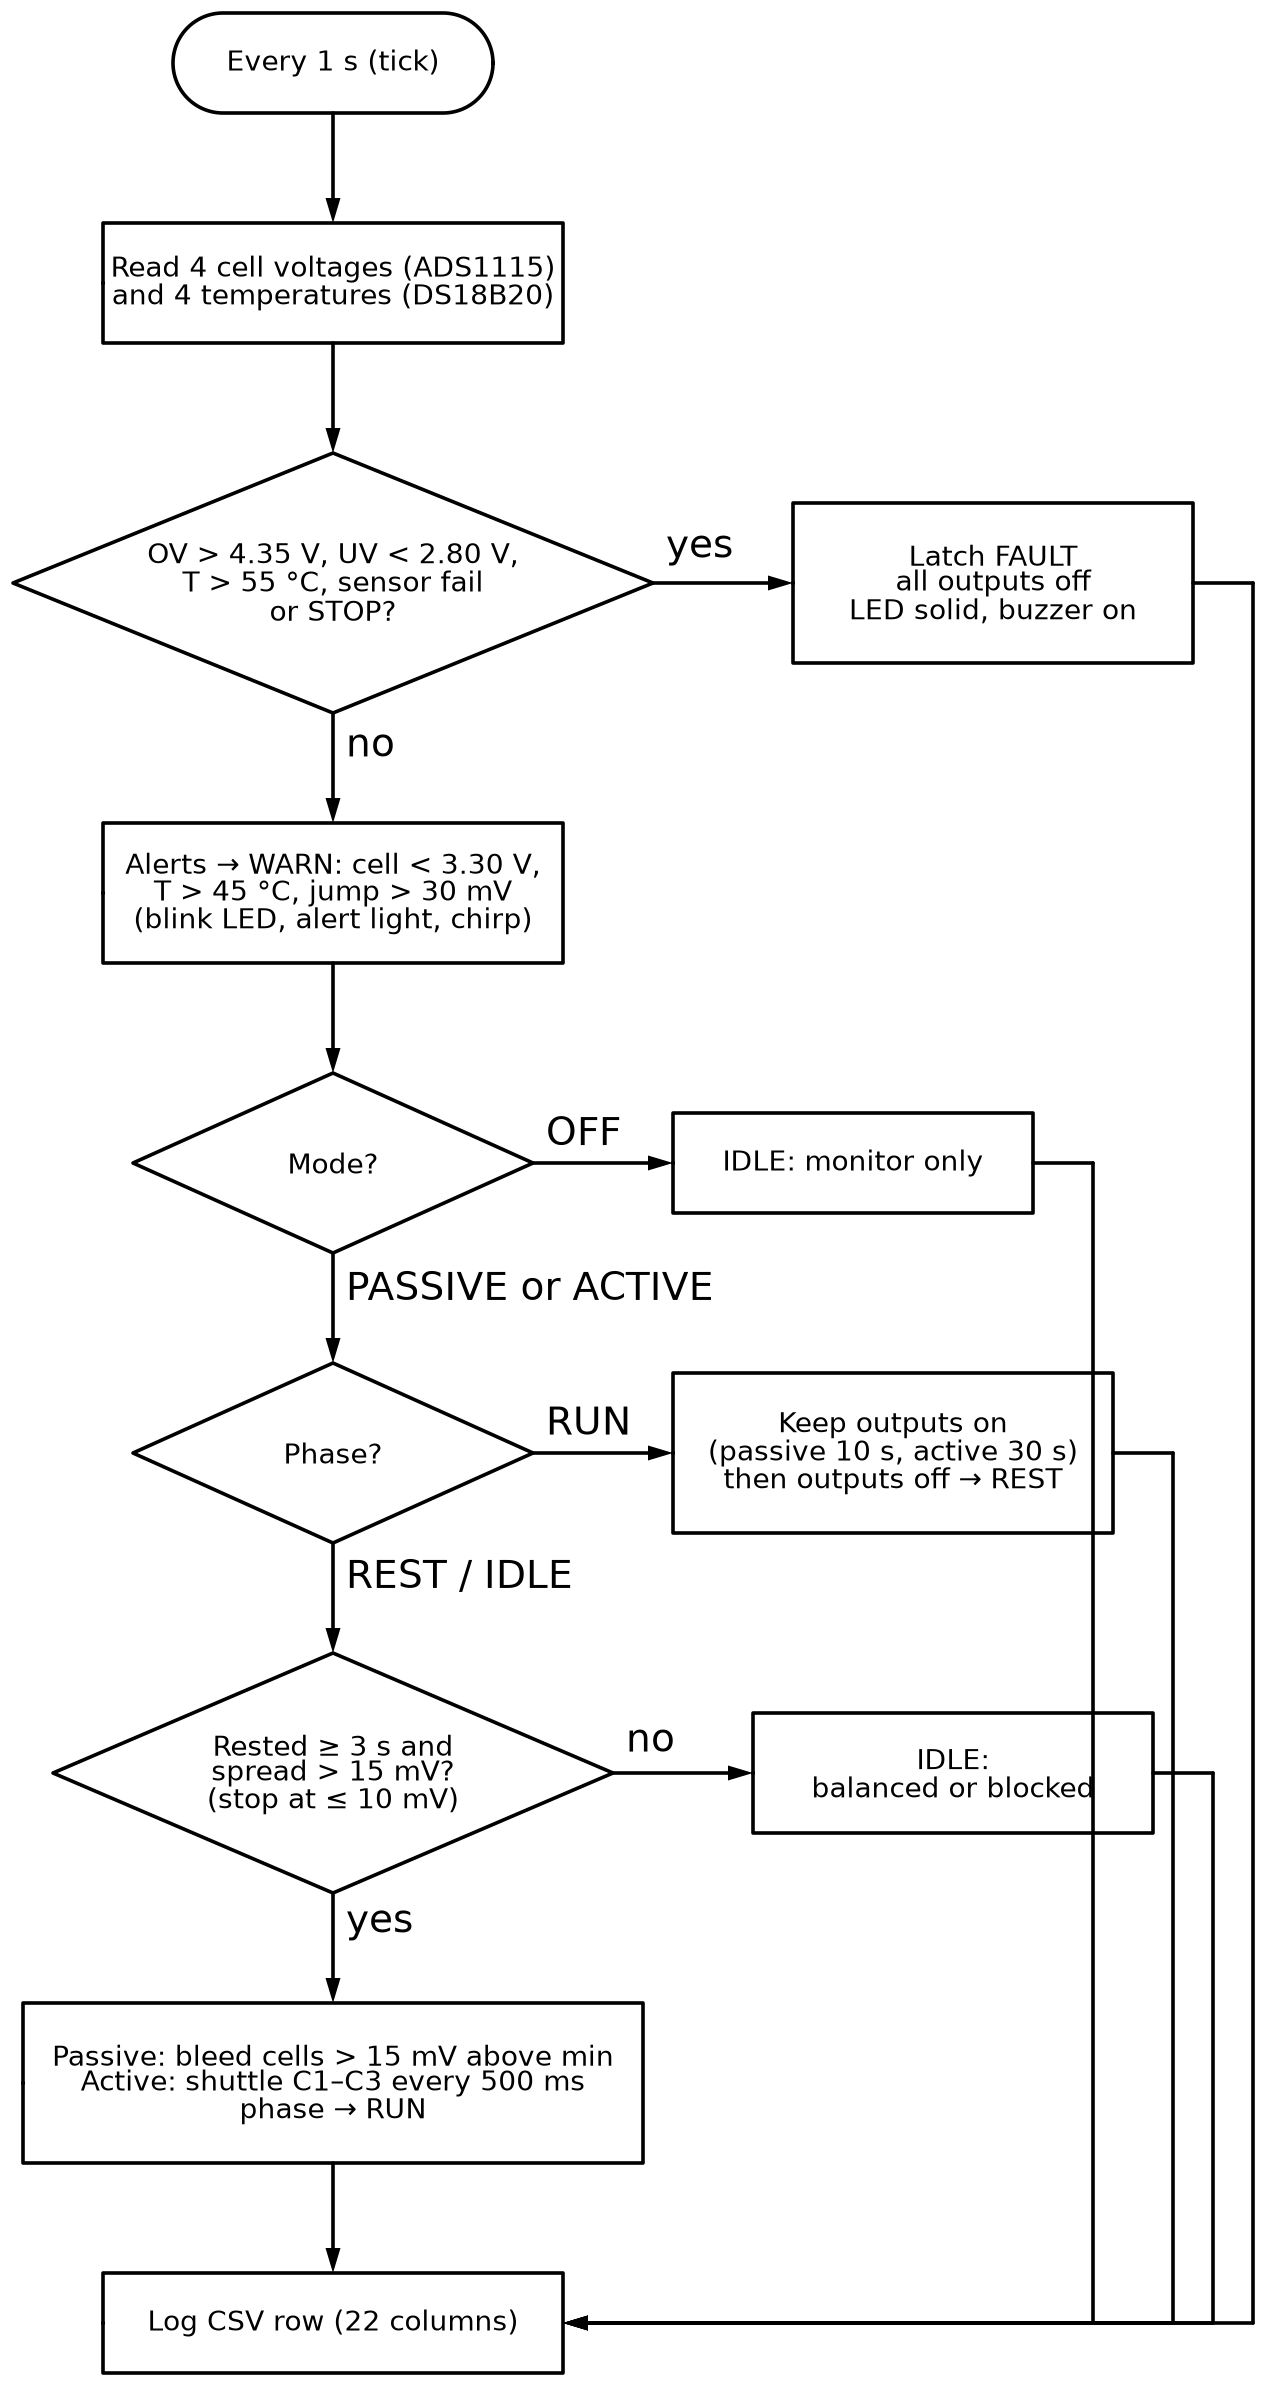 Every 1 s (tick)
Read 4 cell voltages (ADS1115)
and 4 temperatures (DS18B20)
OV > 4.35 V, UV < 2.80 V,
T > 55 °C, sensor fail
or STOP?
yes
Latch FAULT
all outputs off
LED solid, buzzer on
no
Alerts → WARN: cell < 3.30 V,
T > 45 °C, jump > 30 mV
(blink LED, alert light, chirp)
Mode?
OFF
IDLE: monitor only
PASSIVE or ACTIVE
Phase?
RUN
Keep outputs on
(passive 10 s, active 30 s)
then outputs off → REST
REST / IDLE
Rested ≥ 3 s and
spread > 15 mV?
(stop at ≤ 10 mV)
no
IDLE:
balanced or blocked
yes
Passive: bleed cells > 15 mV above min
Active: shuttle C1–C3 every 500 ms
phase → RUN
Log CSV row (22 columns)